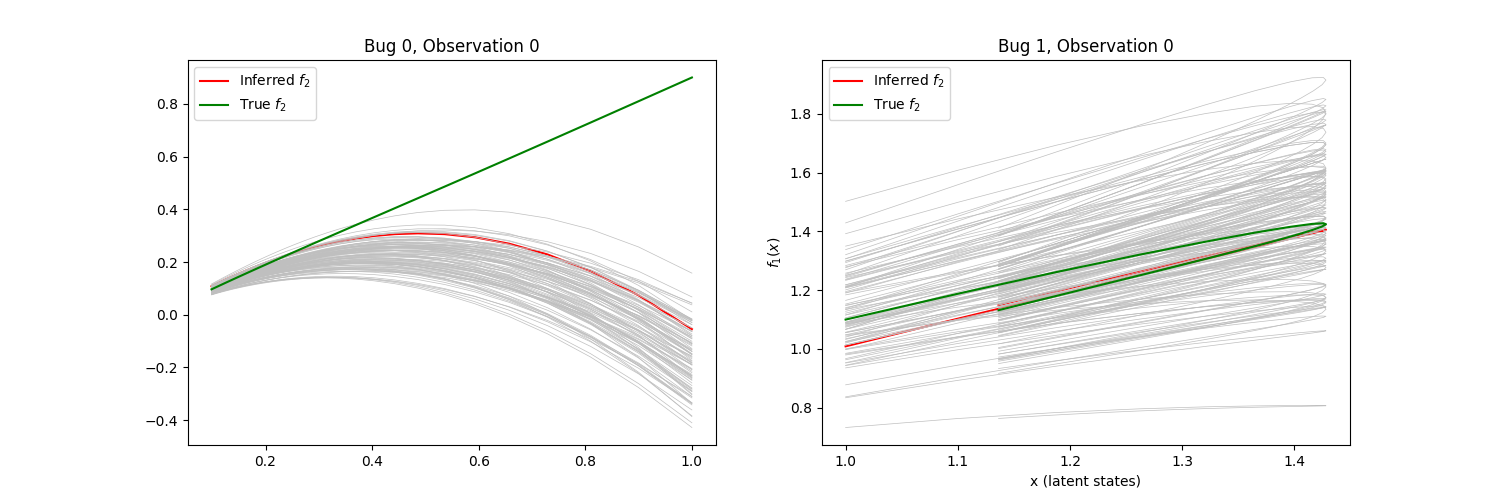 Bug 0, Observation 0
Inferred f₂
True f₂
0.8
0.6
0.4
0.2
0.0
−0.2
−0.4
0.2
0.4
0.6
0.8
1.0
Bug 1, Observation 0
Inferred f₂
True f₂
f₁(x)
1.8
1.6
1.4
1.2
1.0
0.8
1.0
1.1
1.2
1.3
1.4
x (latent states)